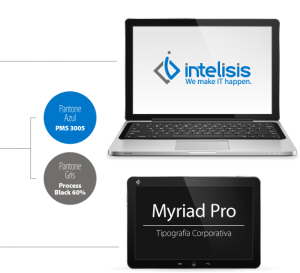 intelisis
We make IT happen.
Pantone
Azul
PMS 3005
Pantone
Gris
Process
Black 60%
Myriad Pro
Tipografía Corporativa